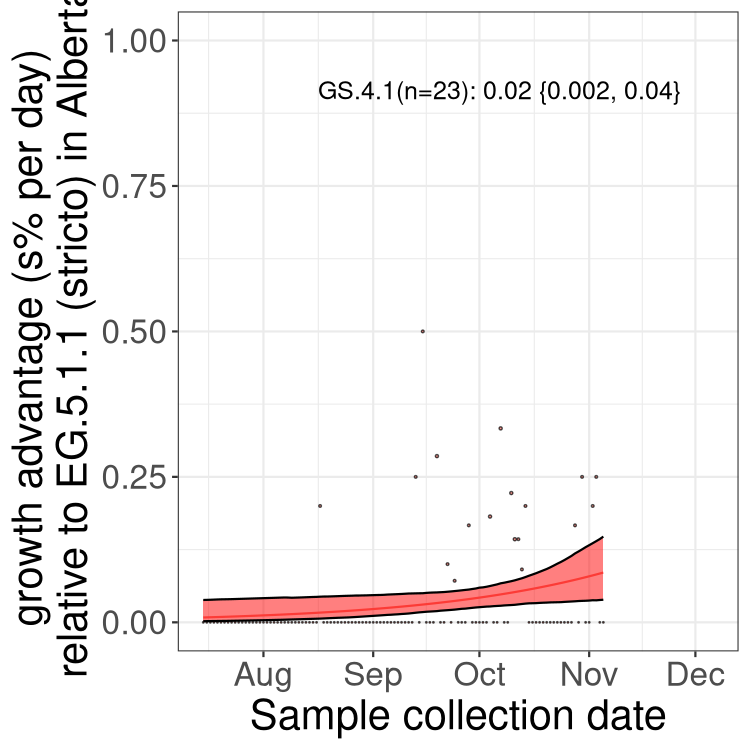 growth advantage (s% per day)
relative to EG.5.1.1 (stricto) in Alberta
1.00
0.75
0.50
0.25
0.00
GS.4.1(n=23): 0.02 {0.002, 0.04}
Aug Sep Oct Nov Dec
Sample collection date